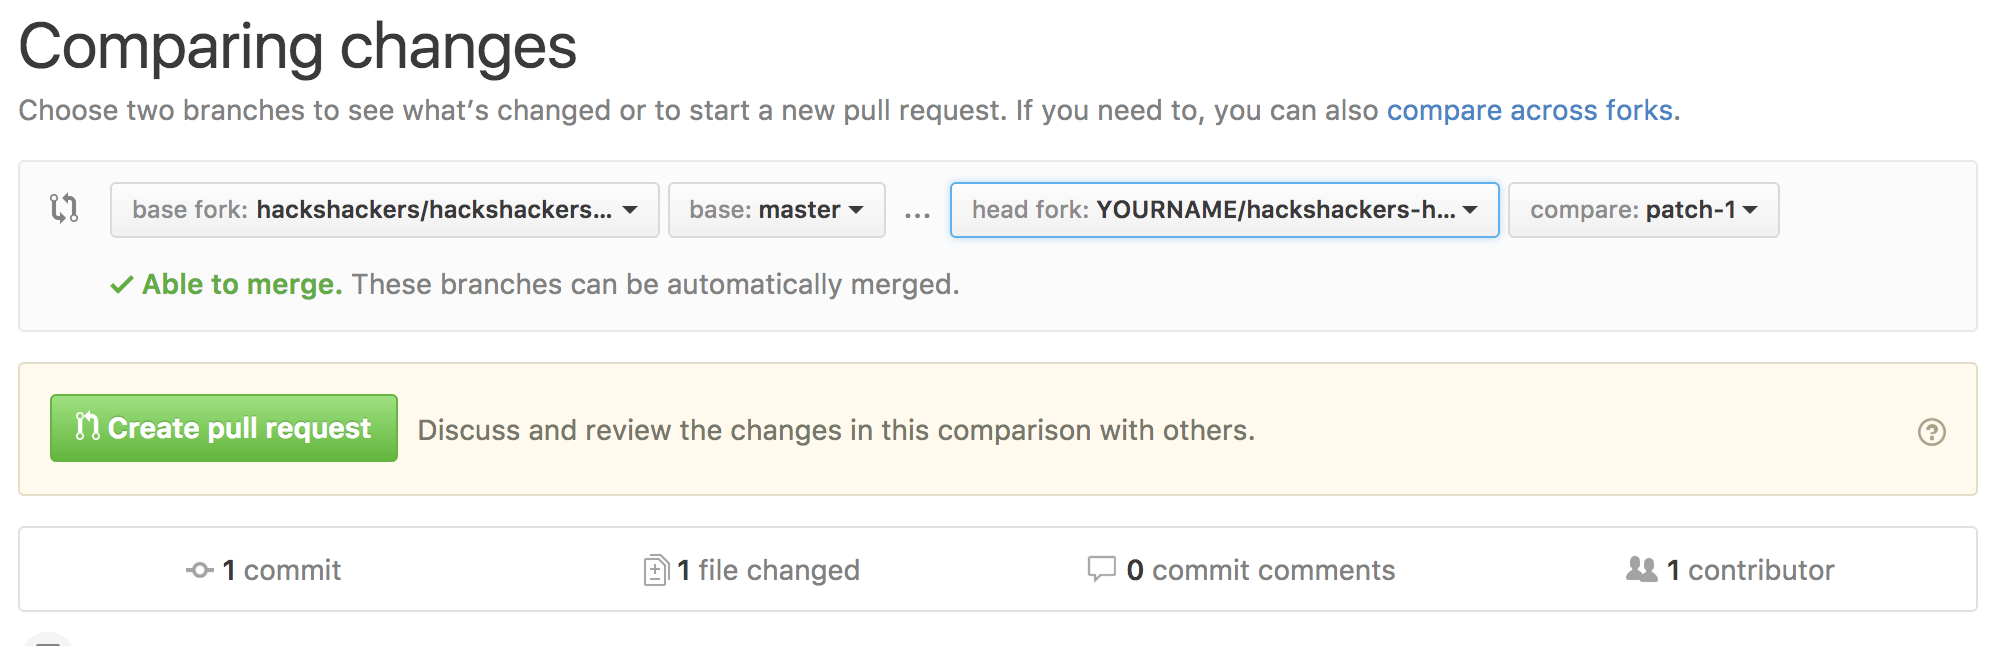 Comparing changes
Choose two branches to see what’s changed or to start a new pull request. If you need to, you can also compare across forks.
base fork: hackshackers/hackshackers... base: master ... head fork: YOURNAME/hackshackers-h... compare: patch-1
Able to merge. These branches can be automatically merged.
Create pull request Discuss and review the changes in this comparison with others.
1 commit 1 file changed 0 commit comments 1 contributor